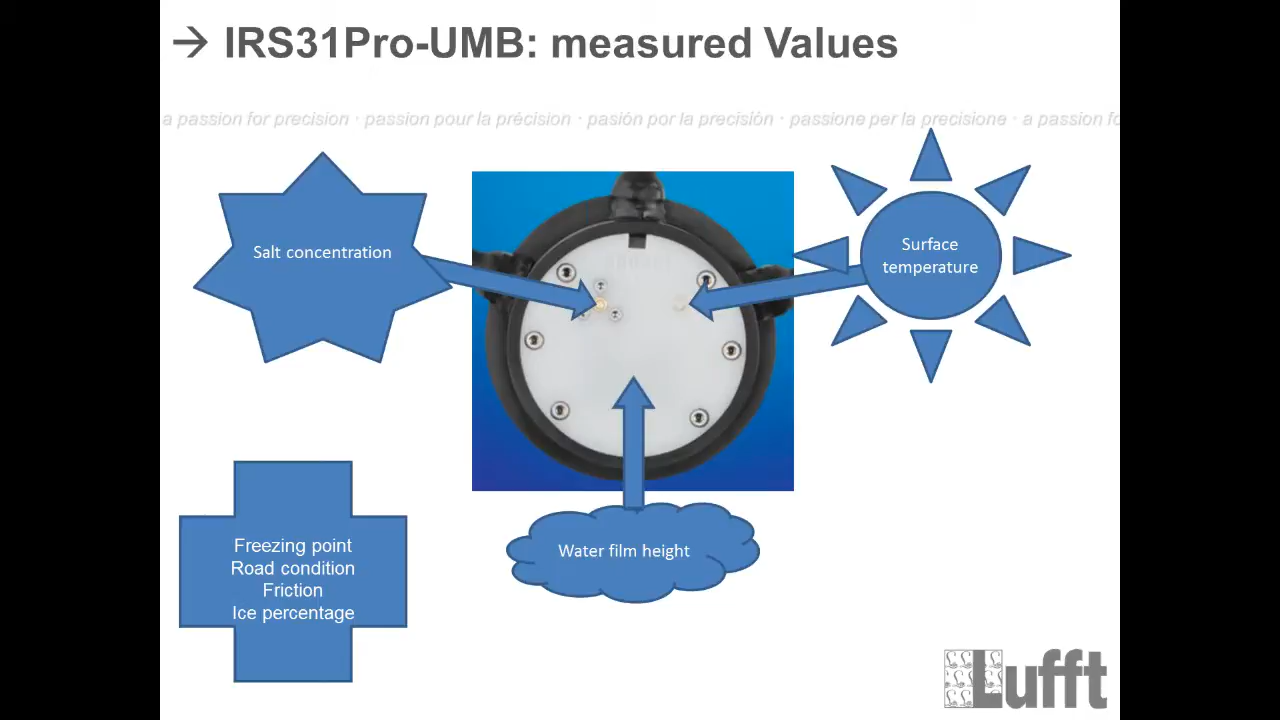 → IRS31Pro-UMB: measured Values
a passion for precision · passion pour la précision · pasión por la precisión · passione per la precisione · a passion fo
Salt concentration
Surface
temperature
Water film height
Freezing point
Road condition
Friction
Ice percentage
Lufft